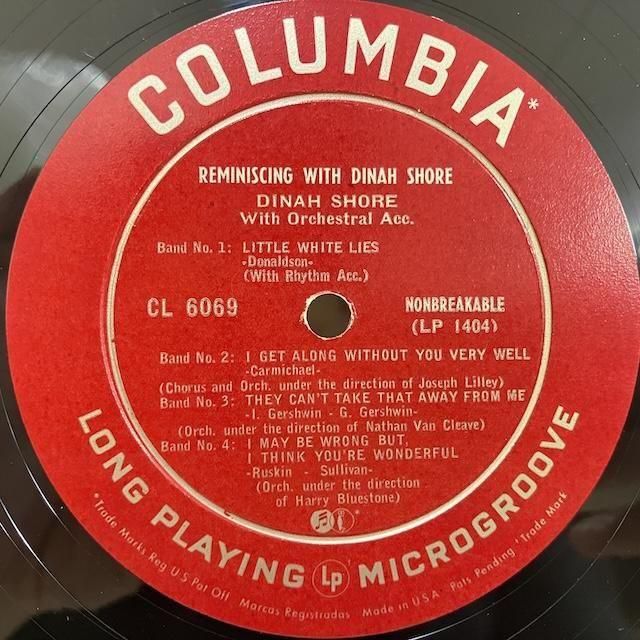 COLUMBIA*
REMINISCING WITH DINAH SHORE
DINAH SHORE
With Orchestral Acc.
Band No. 1: LITTLE WHITE LIES
-Donaldson-
(With Rhythm Acc.)
CL 6069
NONBREAKABLE
(LP 1404)
Band No. 2: I GET ALONG WITHOUT YOU VERY WELL
-Carmichael-
(Chorus and Orch. under the direction of Joseph Lilley)
Band No. 3: THEY CAN'T TAKE THAT AWAY FROM ME
-I. Gershwin - G. Gershwin-
(Orch. under the direction of Nathan Van Cleave)
Band No. 4: I MAY BE WRONG BUT,
I THINK YOU'RE WONDERFUL
-Ruskin - Sullivan-
(Orch. under the direction
of Harry Bluestone)
LONG PLAYING Lp MICROGROOVE
*Trade Marks Reg U S Pat Off Marcas Registradas Made in U S A Pats Pending 'Trade Mark